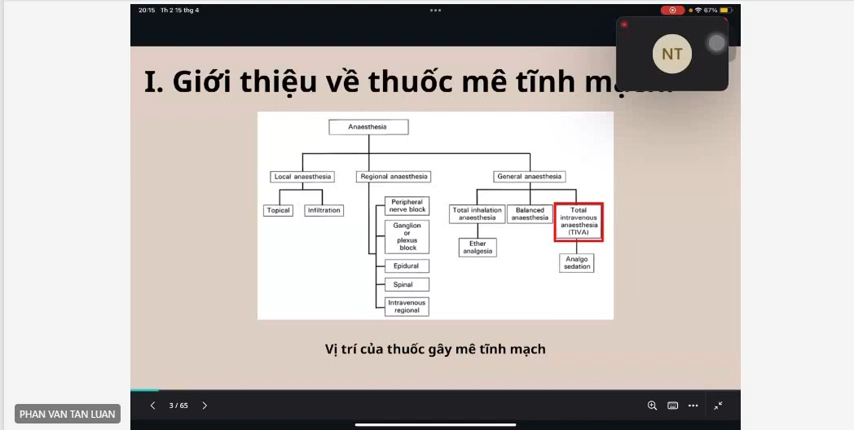 20:15 Th 2 15 thg 4
67%
NT
I. Giới thiệu về thuốc mê tĩnh
Anaesthesia
Local anaesthesia
Regional anaesthesia
General anaesthesia
Topical
Infiltration
Peripheral
nerve block
Ganglion
or
plexus
block
Epidural
Spinal
Intravenous
regional
Total inhalation
anaesthesia
Balanced
anaesthesia
Total
intravenous
anaesthesia
(TIVA)
Ether
analgesia
Analgo
sedation
Vị trí của thuốc gây mê tĩnh mạch
3 / 65
PHAN VAN TAN LUAN